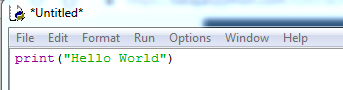 *Untitled*
File Edit Format Run Options Window Help
print("Hello World")